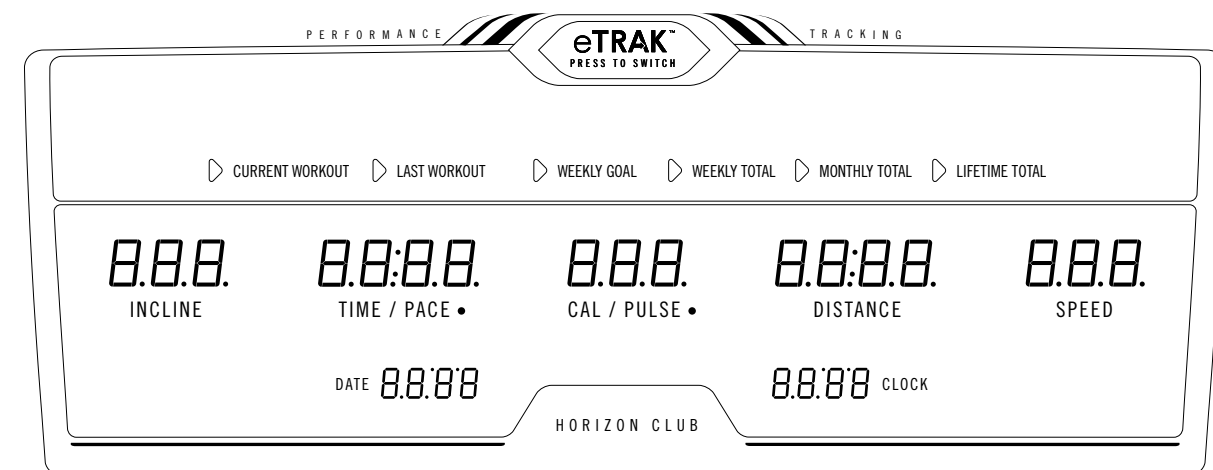 PERFORMANCE eTRAK™ TRACKING
PRESS TO SWITCH
CURRENT WORKOUT LAST WORKOUT WEEKLY GOAL WEEKLY TOTAL MONTHLY TOTAL LIFETIME TOTAL
8.8.8. 8.8:8.8. 8.8.8. 8.8:8.8. 8.8.8.
INCLINE TIME / PACE • CAL / PULSE • DISTANCE SPEED
DATE 8.8.'8'8 8.8.'8'8 CLOCK
HORIZON CLUB